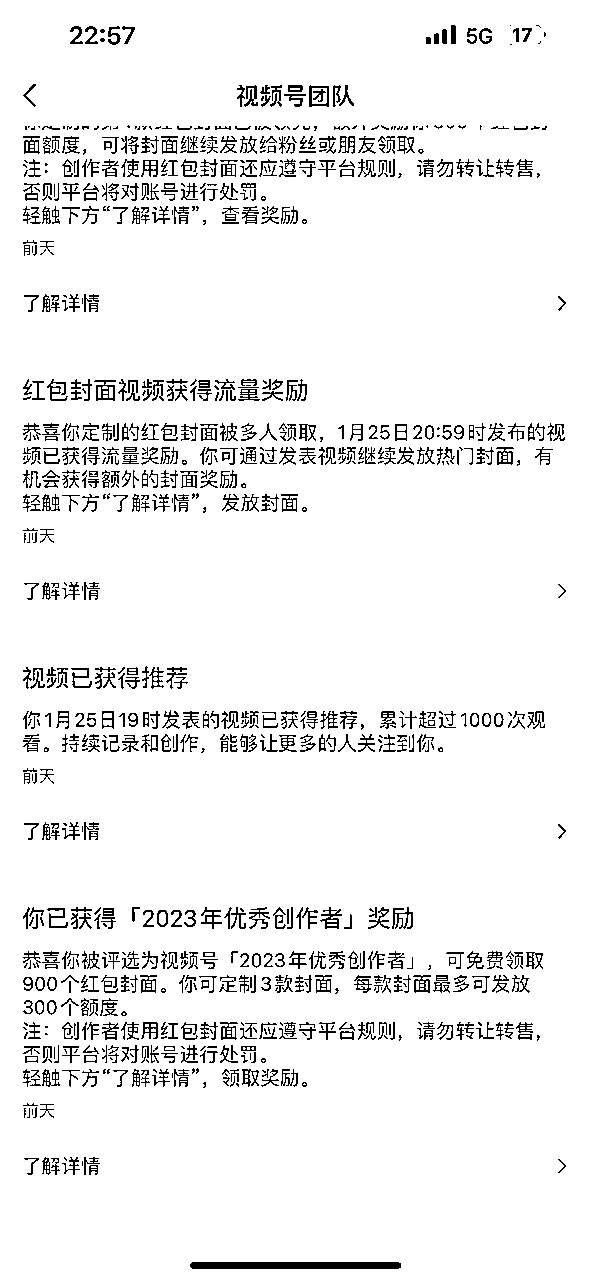 22:57
5G
17
视频号团队
面额度，可将封面继续发放给粉丝或朋友领取。
注：创作者使用红包封面还应遵守平台规则，请勿转让转售，
否则平台将对账号进行处罚。
轻触下方“了解详情”，查看奖励。
前天
了解详情
红包封面视频获得流量奖励
恭喜你定制的红包封面被多人领取，1月25日20:59时发布的视
频已获得流量奖励。你可通过发表视频继续发放热门封面，有
机会获得额外的封面奖励。
轻触下方“了解详情”，发放封面。
前天
了解详情
视频已获得推荐
你1月25日19时发表的视频已获得推荐，累计超过1000次观
看。持续记录和创作，能够让更多的人关注到你。
前天
了解详情
你已获得「2023年优秀创作者」奖励
恭喜你被评选为视频号「2023年优秀创作者」，可免费领取
900个红包封面。你可定制3款封面，每款封面最多可发放
300个额度。
注：创作者使用红包封面还应遵守平台规则，请勿转让转售，
否则平台将对账号进行处罚。
轻触下方“了解详情”，领取奖励。
前天
了解详情